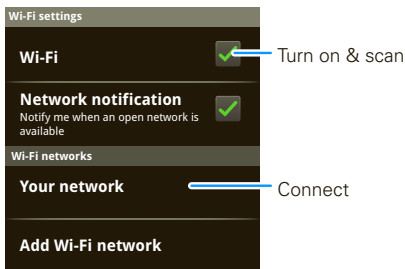 Wi-Fi settings
Wi-Fi
Turn on & scan
Network notification
Notify me when an open network is
available
Wi-Fi networks
Your network
Connect
Add Wi-Fi network